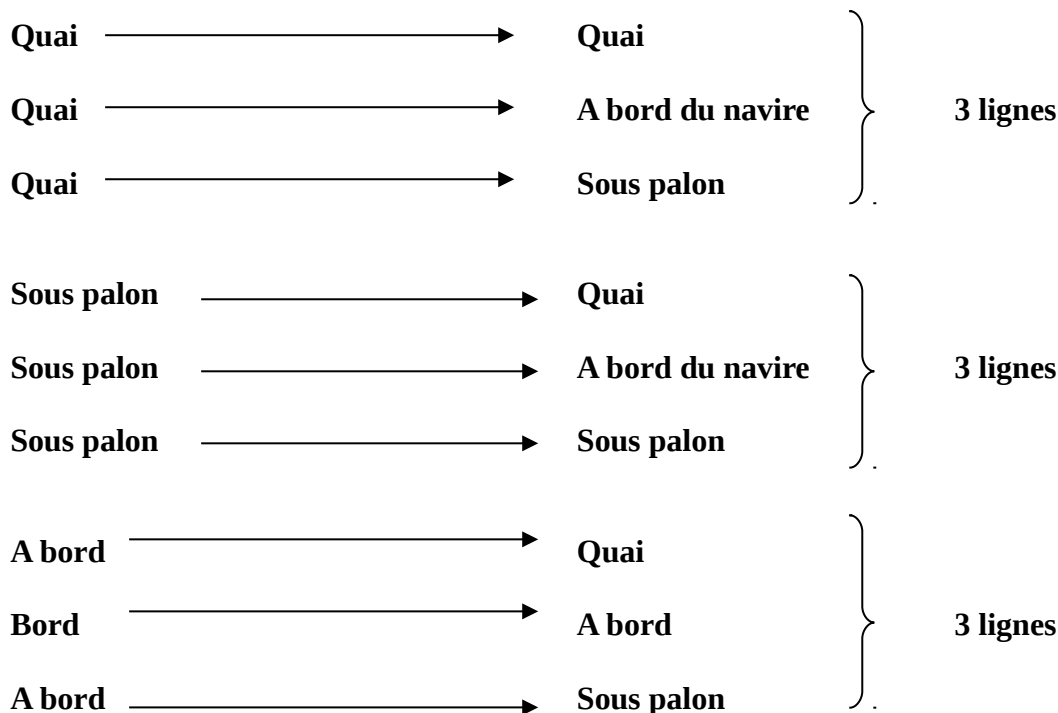 Quai Quai
Quai A bord du navire 3 lignes
Quai Sous palon
Sous palon Quai
Sous palon A bord du navire 3 lignes
Sous palon Sous palon
A bord Quai
Bord A bord 3 lignes
A bord Sous palon